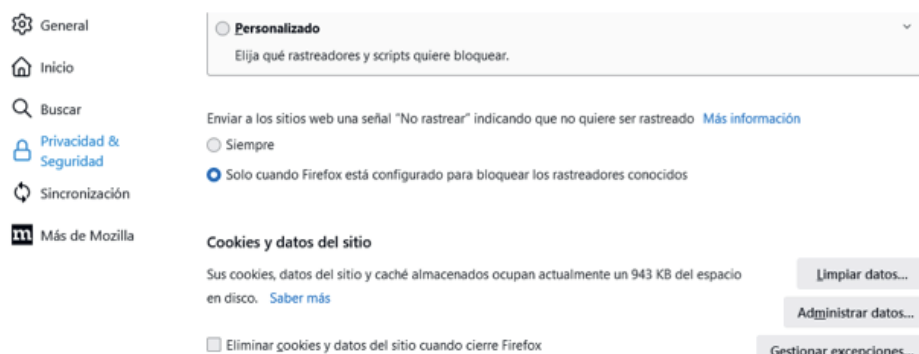 General
Inicio
Buscar
Privacidad &
Seguridad
Sincronización
Más de Mozilla
Personalizado
Elija qué rastreadores y scripts quiere bloquear.
Enviar a los sitios web una señal “No rastrear” indicando que no quiere ser rastreado Más información
Siempre
Solo cuando Firefox está configurado para bloquear los rastreadores conocidos
Cookies y datos del sitio
Sus cookies, datos del sitio y caché almacenados ocupan actualmente un 943 KB del espacio
en disco. Saber más
Limpiar datos...
Administrar datos...
Eliminar cookies y datos del sitio cuando cierre Firefox
Gestionar excepciones...